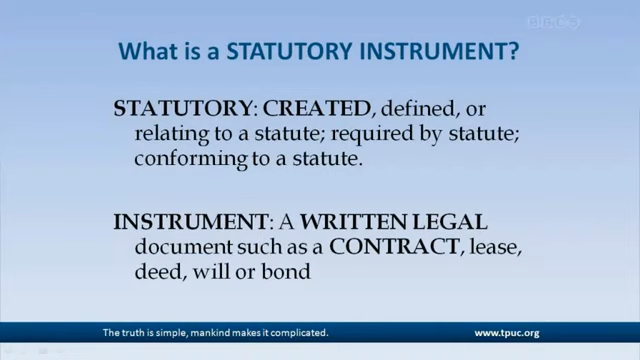 What is a STATUTORY INSTRUMENT?
STATUTORY: CREATED, defined, or
relating to a statute; required by statute;
conforming to a statute.
INSTRUMENT: A WRITTEN LEGAL
document such as a CONTRACT, lease,
deed, will or bond
The truth is simple, mankind makes it complicated.
www.tpuc.org